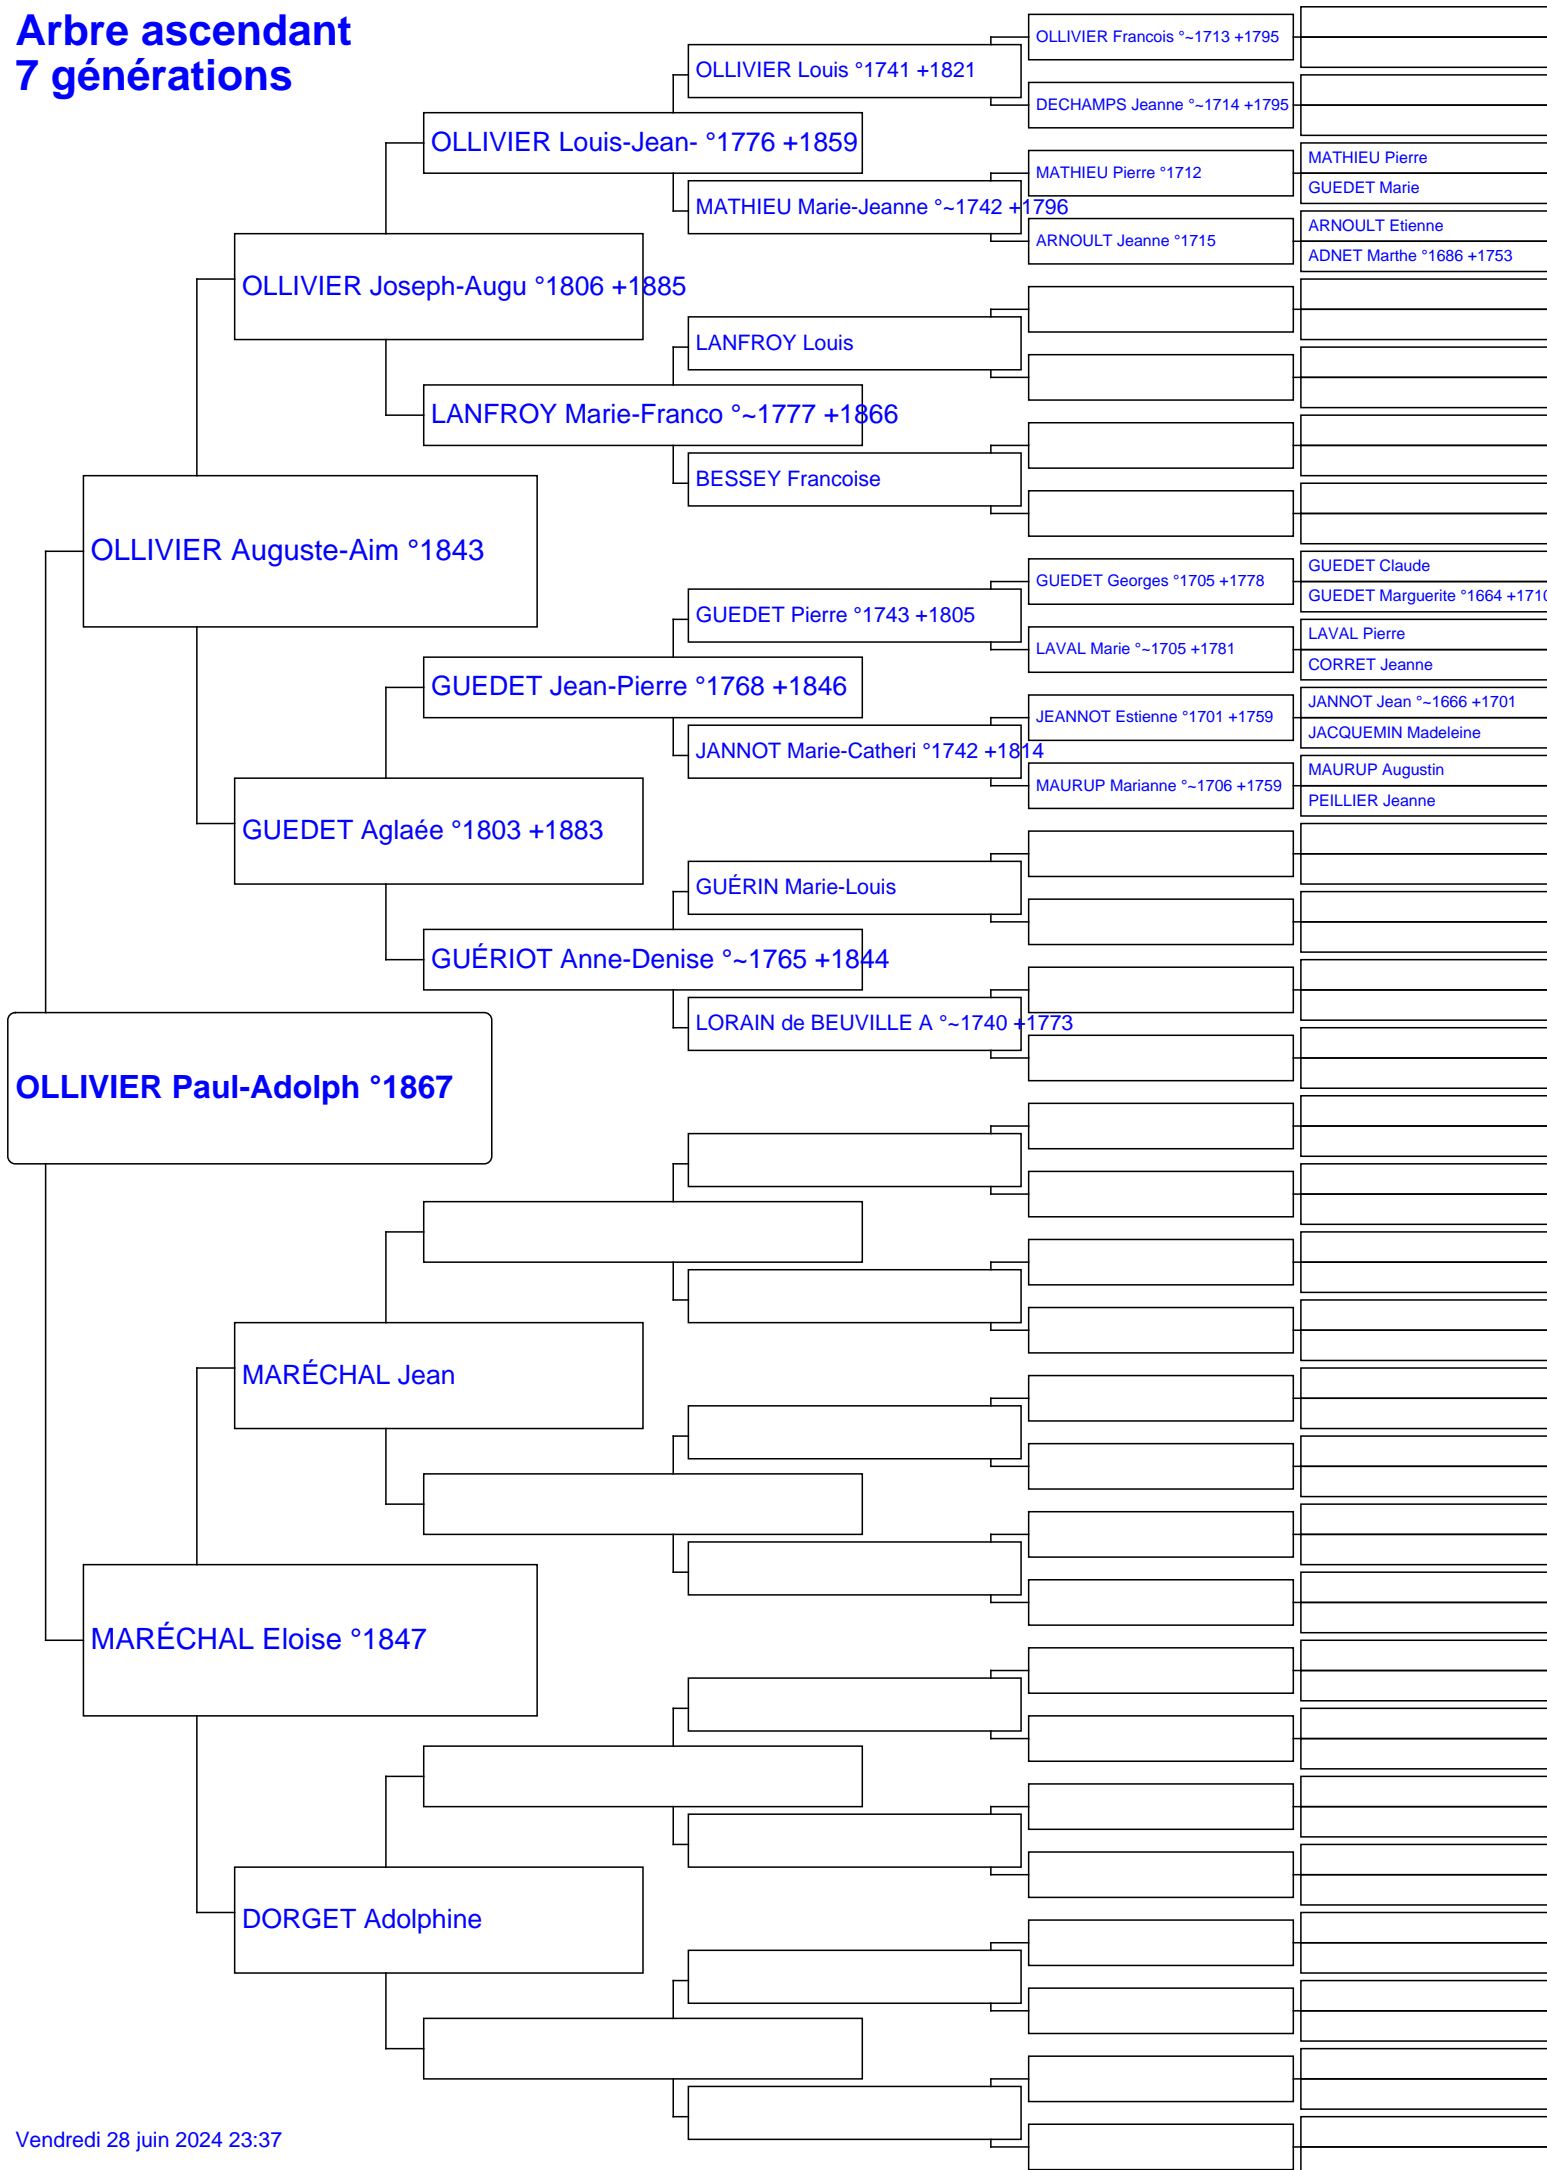 Arbre ascendant
7 générations
OLLIVIER Francois °~1713 +1795
OLLIVIER Louis °1741 +1821
DECHAMPS Jeanne °~1714 +1795
OLLIVIER Louis-Jean- °1776 +1859
MATHIEU Pierre
MATHIEU Pierre °1712
GUEDET Marie
MATHIEU Marie-Jeanne °~1742 +1796
ARNOULT Etienne
ARNOULT Jeanne °1715
ADNET Marthe °1686 +1753
OLLIVIER Joseph-Augu °1806 +1885
LANFROY Louis
LANFROY Marie-Franco °~1777 +1866
BESSEY Francoise
OLLIVIER Auguste-Aim °1843
GUEDET Claude
GUEDET Georges °1705 +1778
GUEDET Marguerite °1664 +1710
GUEDET Pierre °1743 +1805
LAVAL Pierre
LAVAL Marie °~1705 +1781
CORRET Jeanne
GUEDET Jean-Pierre °1768 +1846
JANNOT Jean °~1666 +1701
JEANNOT Estienne °1701 +1759
JACQUEMIN Madeleine
JANNOT Marie-Catheri °1742 +1814
MAURUP Augustin
MAURUP Marianne °~1706 +1759
PEILLIER Jeanne
GUEDET Aglaée °1803 +1883
GUÉRIN Marie-Louis
GUÉRIOT Anne-Denise °~1765 +1844
LORAIN de BEUVILLE A °~1740 +1773
OLLIVIER Paul-Adolph °1867
MARÉCHAL Jean
MARÉCHAL Eloise °1847
DORGET Adolphine
Vendredi 28 juin 2024 23:37